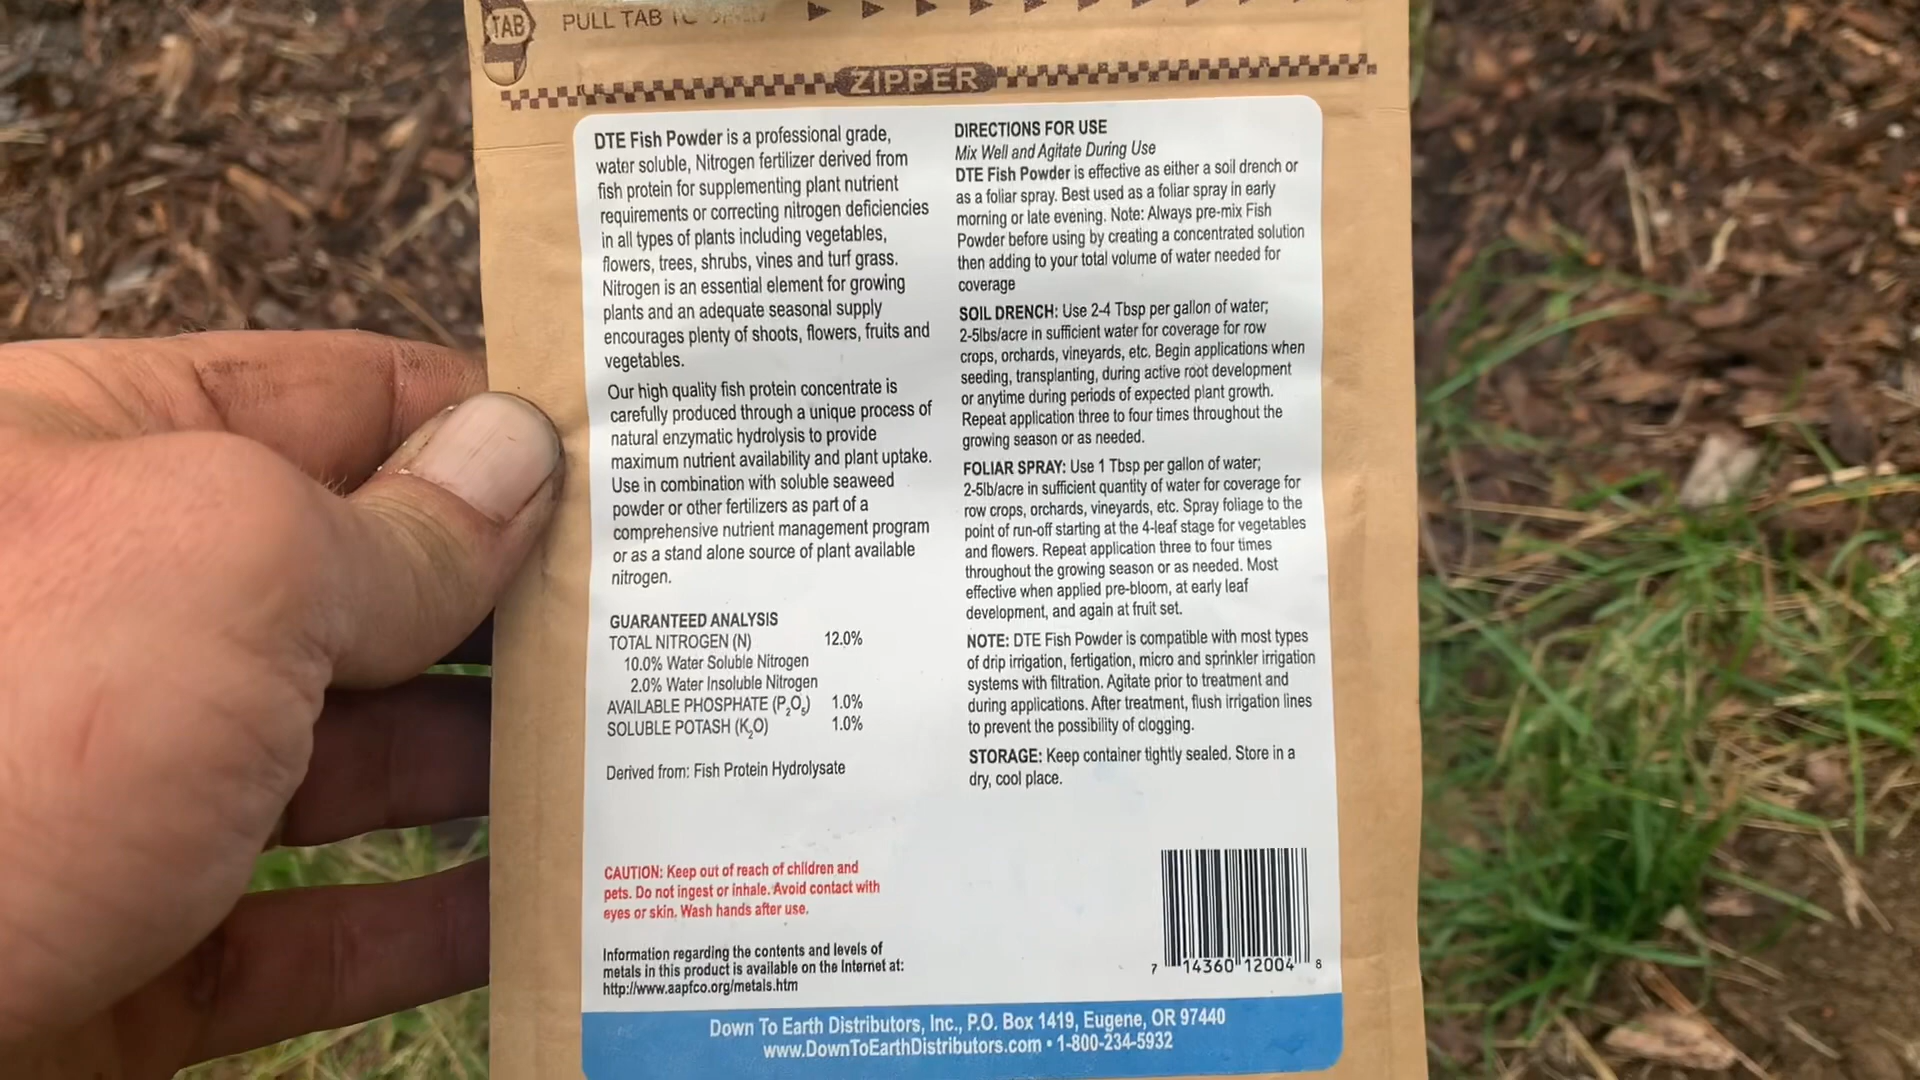 TAB
PULL TAB TO OPEN
ZIPPER
DTE Fish Powder is a professional grade,
water soluble, Nitrogen fertilizer derived from
fish protein for supplementing plant nutrient
requirements or correcting nitrogen deficiencies
in all types of plants including vegetables,
flowers, trees, shrubs, vines and turf grass.
Nitrogen is an essential element for growing
plants and an adequate seasonal supply
encourages plenty of shoots, flowers, fruits and
vegetables.
Our high quality fish protein concentrate is
carefully produced through a unique process of
natural enzymatic hydrolysis to provide
maximum nutrient availability and plant uptake.
Use in combination with soluble seaweed
powder or other fertilizers as part of a
comprehensive nutrient management program
or as a stand alone source of plant available
nitrogen.
GUARANTEED ANALYSIS
TOTAL NITROGEN (N) 12.0%
10.0% Water Soluble Nitrogen
2.0% Water Insoluble Nitrogen
AVAILABLE PHOSPHATE (P₂O₅) 1.0%
SOLUBLE POTASH (K₂O) 1.0%
Derived from: Fish Protein Hydrolysate
CAUTION: Keep out of reach of children and
pets. Do not ingest or inhale. Avoid contact with
eyes or skin. Wash hands after use.
Information regarding the contents and levels of
metals in this product is available on the Internet at:
http://www.aapfco.org/metals.htm
DIRECTIONS FOR USE
Mix Well and Agitate During Use
DTE Fish Powder is effective as either a soil drench or
as a foliar spray. Best used as a foliar spray in early
morning or late evening. Note: Always pre-mix Fish
Powder before using by creating a concentrated solution
then adding to your total volume of water needed for
coverage
SOIL DRENCH: Use 2-4 Tbsp per gallon of water;
2-5lbs/acre in sufficient water for coverage for row
crops, orchards, vineyards, etc. Begin applications when
seeding, transplanting, during active root development
or anytime during periods of expected plant growth.
Repeat application three to four times throughout the
growing season or as needed.
FOLIAR SPRAY: Use 1 Tbsp per gallon of water;
2-5lb/acre in sufficient quantity of water for coverage for
row crops, orchards, vineyards, etc. Spray foliage to the
point of run-off starting at the 4-leaf stage for vegetables
and flowers. Repeat application three to four times
throughout the growing season or as needed. Most
effective when applied pre-bloom, at early leaf
development, and again at fruit set.
NOTE: DTE Fish Powder is compatible with most types
of drip irrigation, fertigation, micro and sprinkler irrigation
systems with filtration. Agitate prior to treatment and
during applications. After treatment, flush irrigation lines
to prevent the possibility of clogging.
STORAGE: Keep container tightly sealed. Store in a
dry, cool place.
7 14360 12004 8
Down To Earth Distributors, Inc., P.O. Box 1419, Eugene, OR 97440
www.DownToEarthDistributors.com • 1-800-234-5932